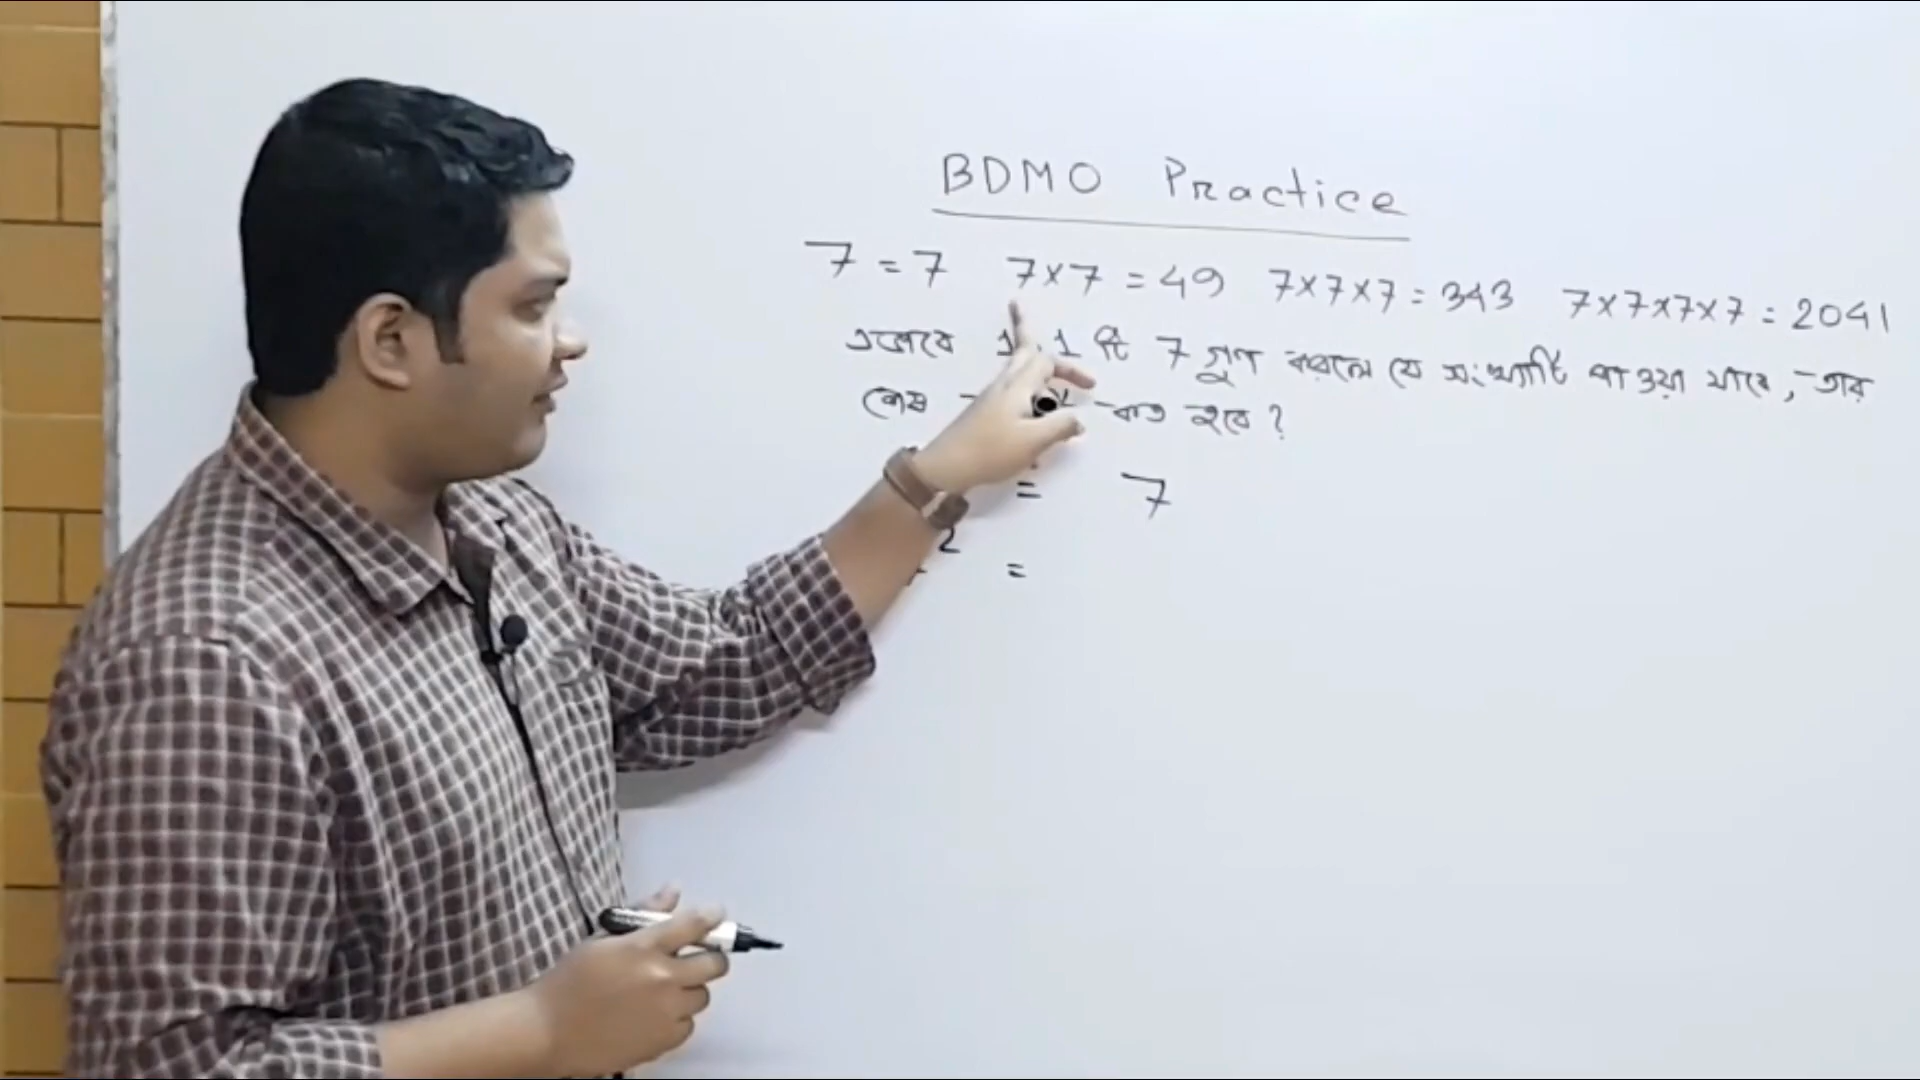 BDMO Practice
7 = 7 7×7 = 49 7×7×7 = 343 7×7×7×7 = 2041
এভাবে 7 গুণ করলে যে সংখ্যাটি পাওয়া যাবে, তার
শেষ কত হবে ?
= 7
2 =